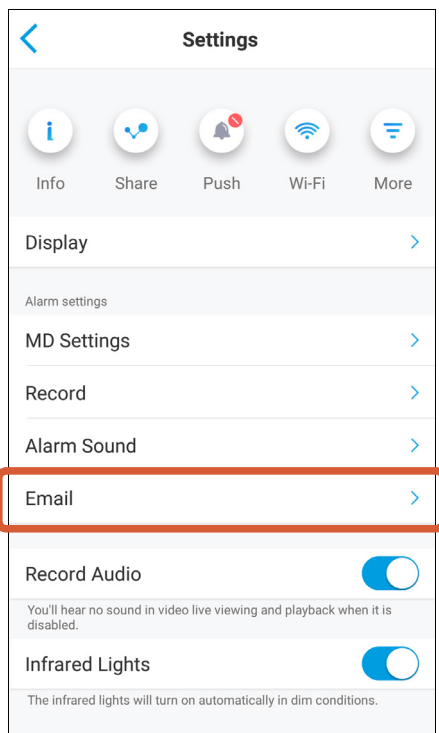 Settings
Info Share Push Wi-Fi More
Display
Alarm settings
MD Settings
Record
Alarm Sound
Email
Record Audio
You'll hear no sound in video live viewing and playback when it is
disabled.
Infrared Lights
The infrared lights will turn on automatically in dim conditions.